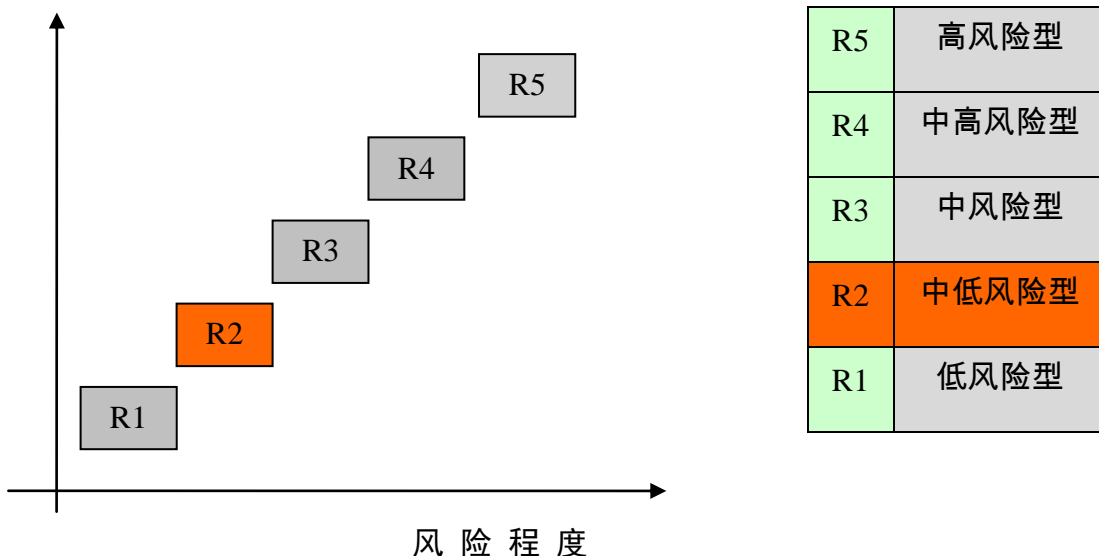 R5
R4
R3
R2
R1
风险程度
R5 高风险型
R4 中高风险型
R3 中风险型
R2 中低风险型
R1 低风险型